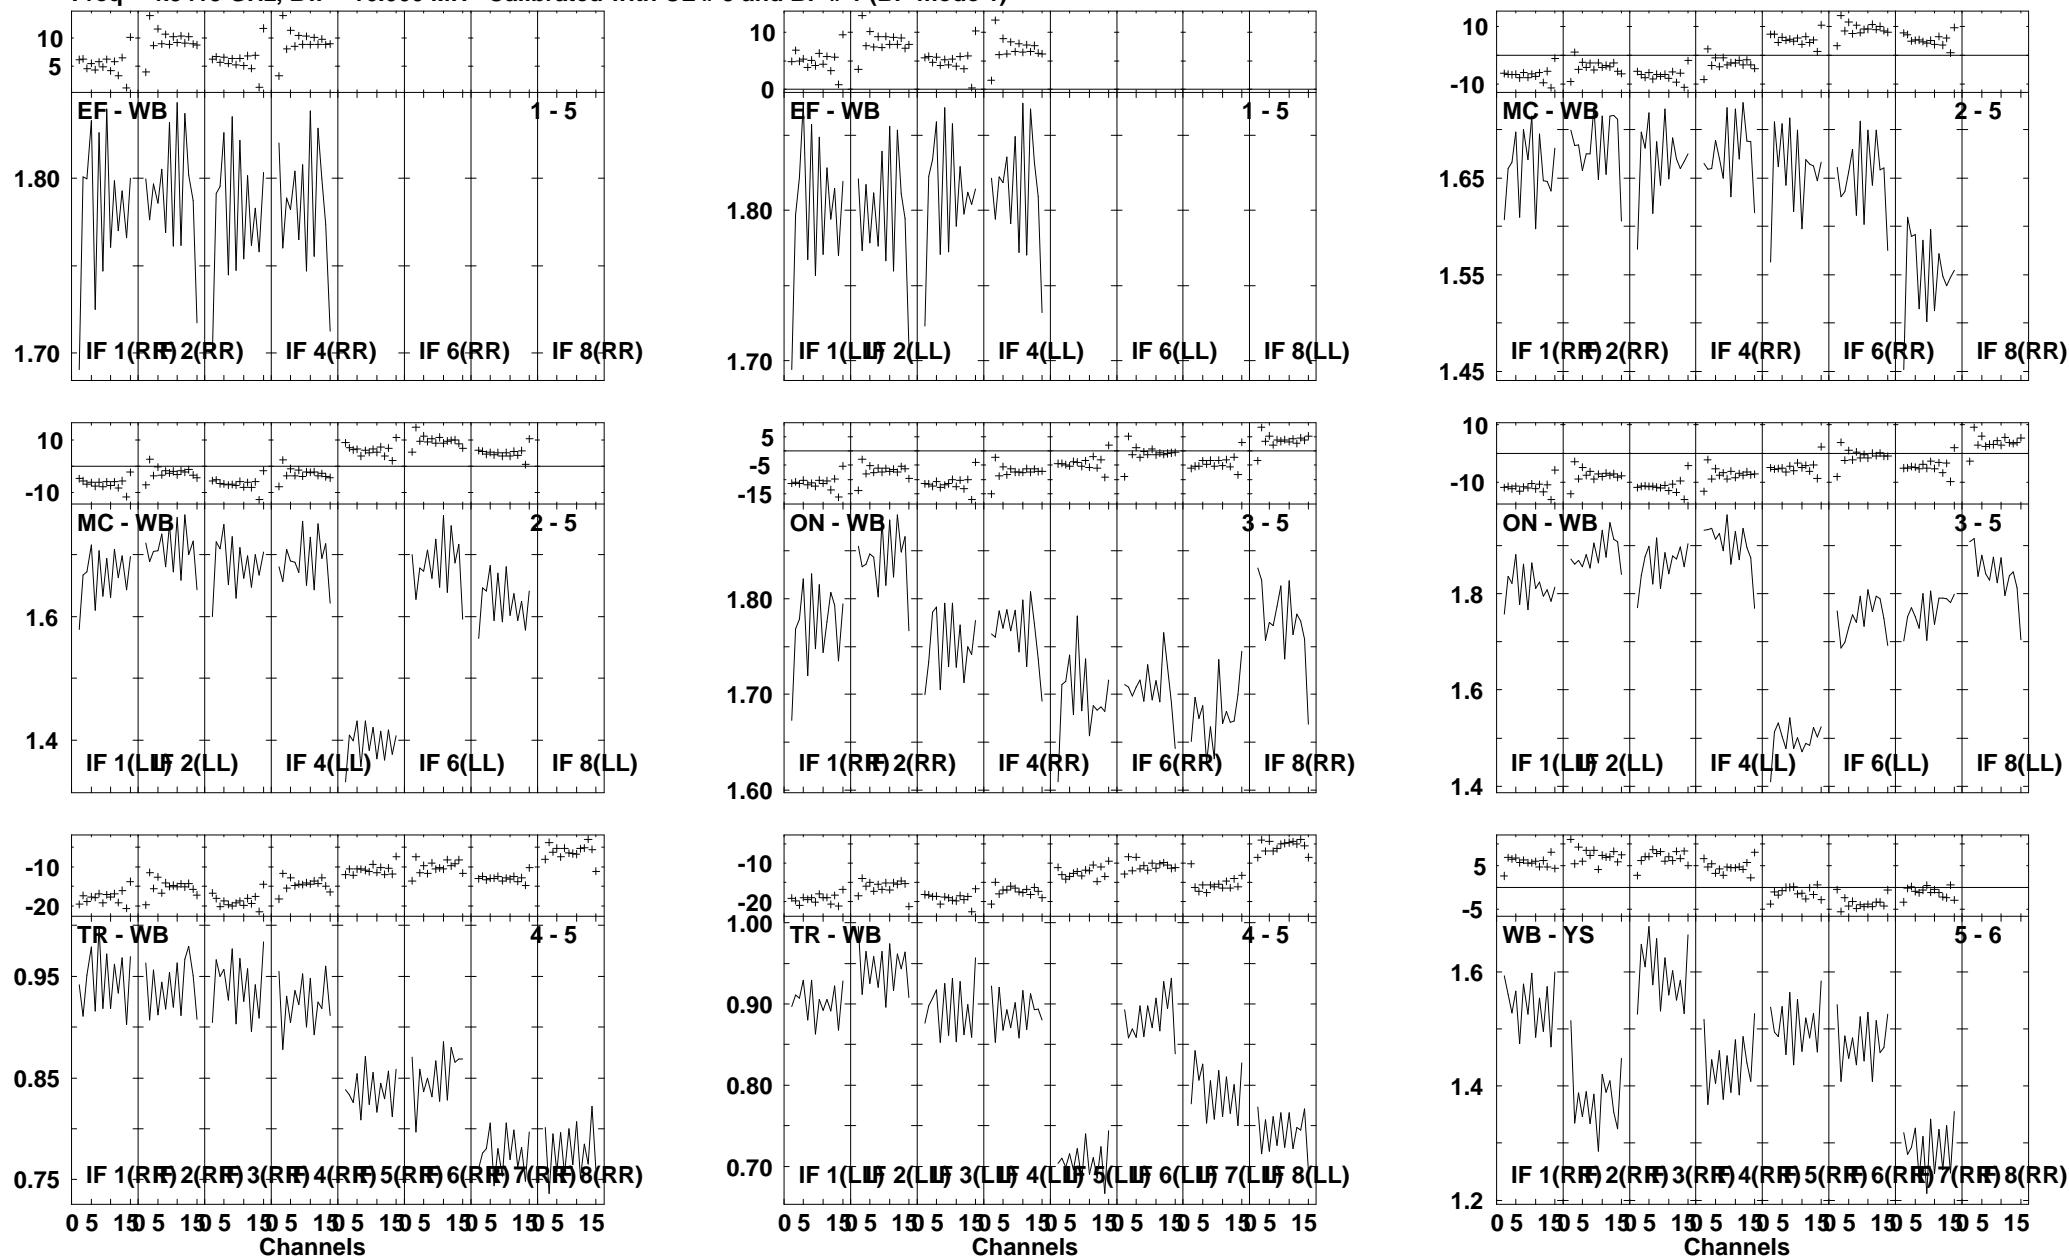 10 10 10
5 0 -10
EF - WB 1 - 5 EF - WB 1 - 5 MC - WB 2 - 5
1.80 1.80 1.65
1.55
1.70 IF 1(RR) IF 2(RR) IF 4(RR) IF 6(RR) IF 8(RR) 1.70 IF 1(LL) IF 2(LL) IF 4(LL) IF 6(LL) IF 8(LL) IF 1(RR) IF 2(RR) IF 4(RR) IF 6(RR) IF 8(RR)
1.45
10 5 10
-5
-10 -15 -10
MC - WB 2 - 5 ON - WB 3 - 5 ON - WB 3 - 5
1.6 1.80 1.8
1.70 1.6
1.4
IF 1(LL) IF 2(LL) IF 4(LL) IF 6(LL) IF 8(LL) IF 1(RR) IF 2(RR) IF 4(RR) IF 6(RR) IF 8(RR) IF 1(LL) IF 2(LL) IF 4(LL) IF 6(LL) IF 8(LL)
1.60 1.4
-10 -10 5
-20 -20 -5
1.00
TR - WB 4 - 5 TR - WB 4 - 5 WB - YS 5 - 6
0.95 0.90 1.6
0.85 0.80 1.4
0.75 IF 1(RR) IF 2(RR) IF 3(RR) IF 4(RR) IF 5(RR) IF 6(RR) IF 7(RR) IF 8(RR) 0.70 IF 1(LL) IF 2(LL) IF 3(LL) IF 4(LL) IF 5(LL) IF 6(LL) IF 7(LL) IF 8(LL) IF 1(RR) IF 2(RR) IF 3(RR) IF 4(RR) IF 5(RR) IF 6(RR) IF 7(RR) IF 8(RR)
1.2
0 5 15 0 5 15 0 5 15 0 5 15 0 5 15 0 5 15 0 5 15 0 5 15 0 5 15 0 5 15 0 5 15 0 5 15
Channels Channels Channels